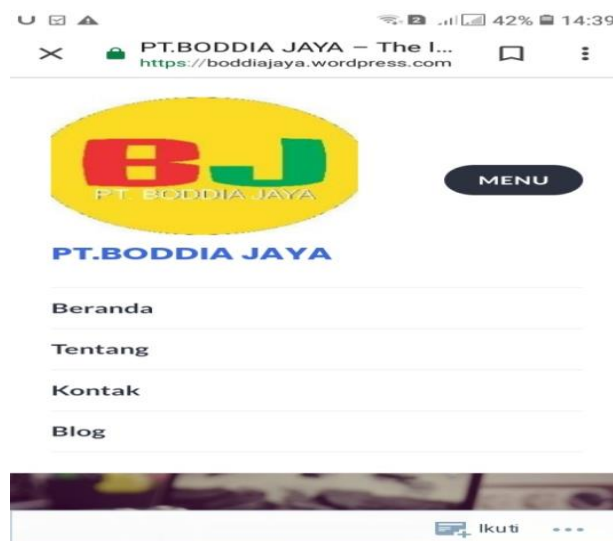 42% 14:39
PT.BODDIA JAYA – The I...
https://boddiajaya.wordpress.com
BJ
PT. BODDIA JAYA
MENU
PT.BODDIA JAYA
Beranda
Tentang
Kontak
Blog
Ikuti